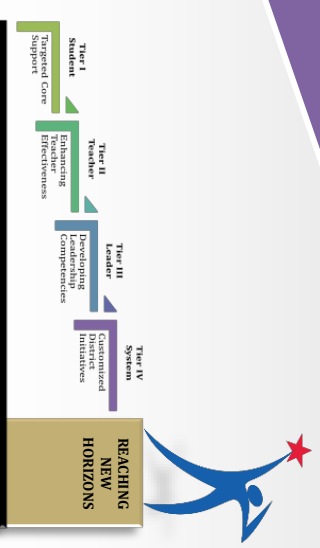 Tier I
Student
Targeted Core
Support
Tier II
Teacher
Enhancing
Teacher
Effectiveness
Tier III
Leader
Developing
Leadership
Competencies
Tier IV
System
Customized
District
Initiatives
REACHING
NEW
HORIZONS